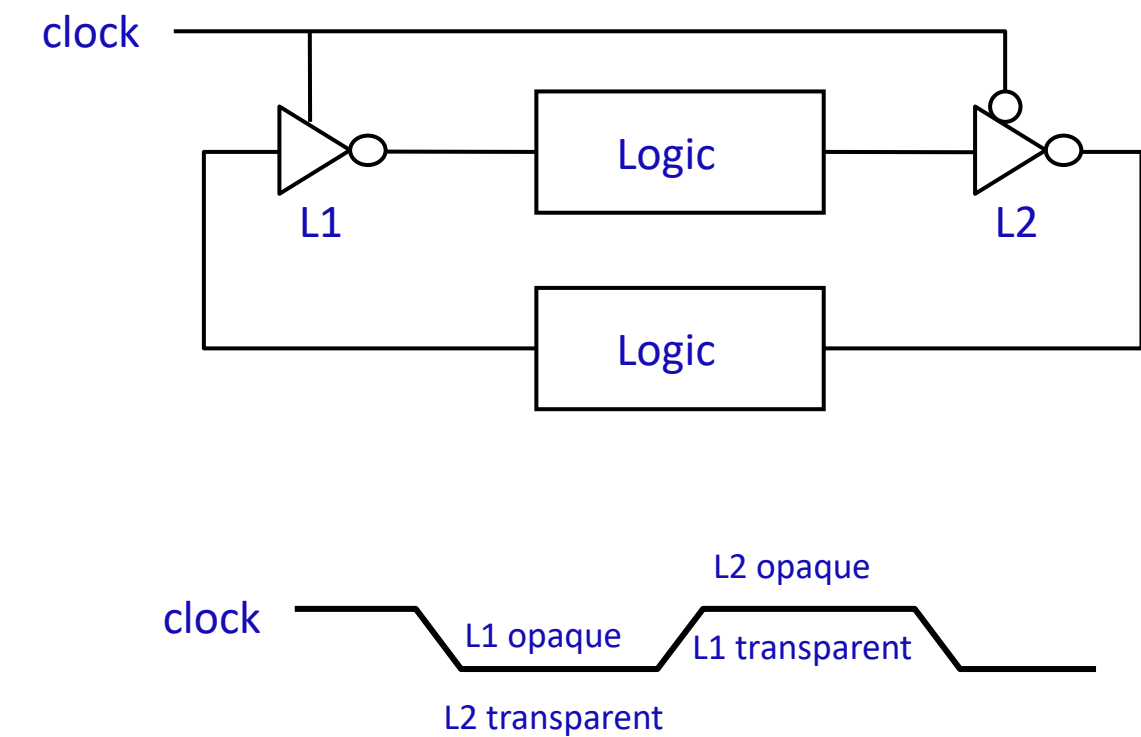 clock
Logic
L1
L2
Logic
L2 opaque
clock
L1 opaque
L1 transparent
L2 transparent